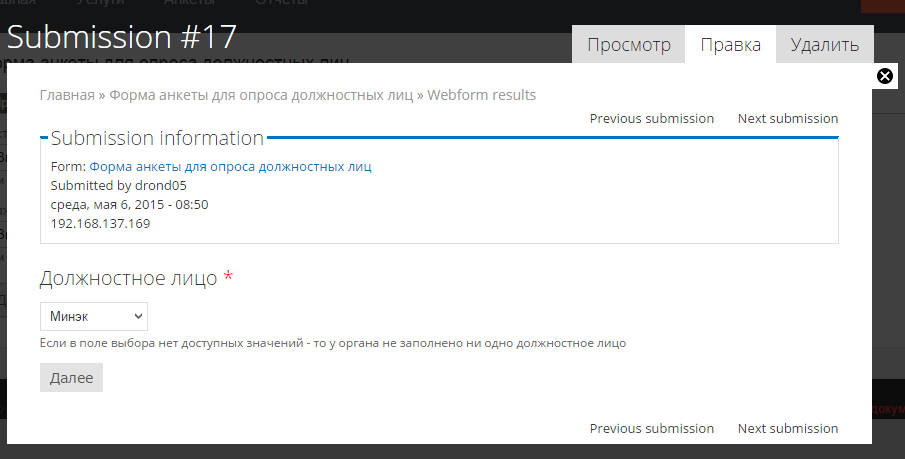 Услуги Анкеты Отчеты
Submission #17
Просмотр Правка Удалить
Главная » Форма анкеты для опроса должностных лиц » Webform results
Previous submission Next submission
Submission information
Form: Форма анкеты для опроса должностных лиц
Submitted by drond05
среда, мая 6, 2015 - 08:50
192.168.137.169
Должностное лицо *
Минэк
Если в поле выбора нет доступных значений - то у органа не заполнено ни одно должностное лицо
Далее
Previous submission Next submission